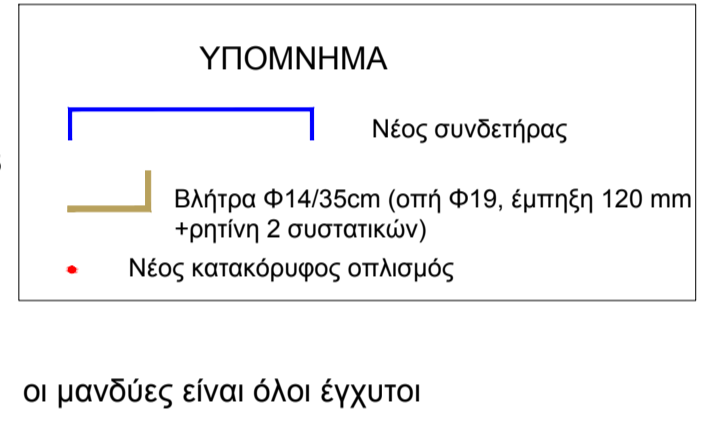 ΥΠΟΜΝΗΜΑ
Νέος συνδετήρας
Βλήτρα Φ14/35cm (οπή Φ19, έμπηξη 120 mm
+ρητίνη 2 συστατικών)
Νέος κατακόρυφος οπλισμός
οι μανδύες είναι όλοι έγχυτοι